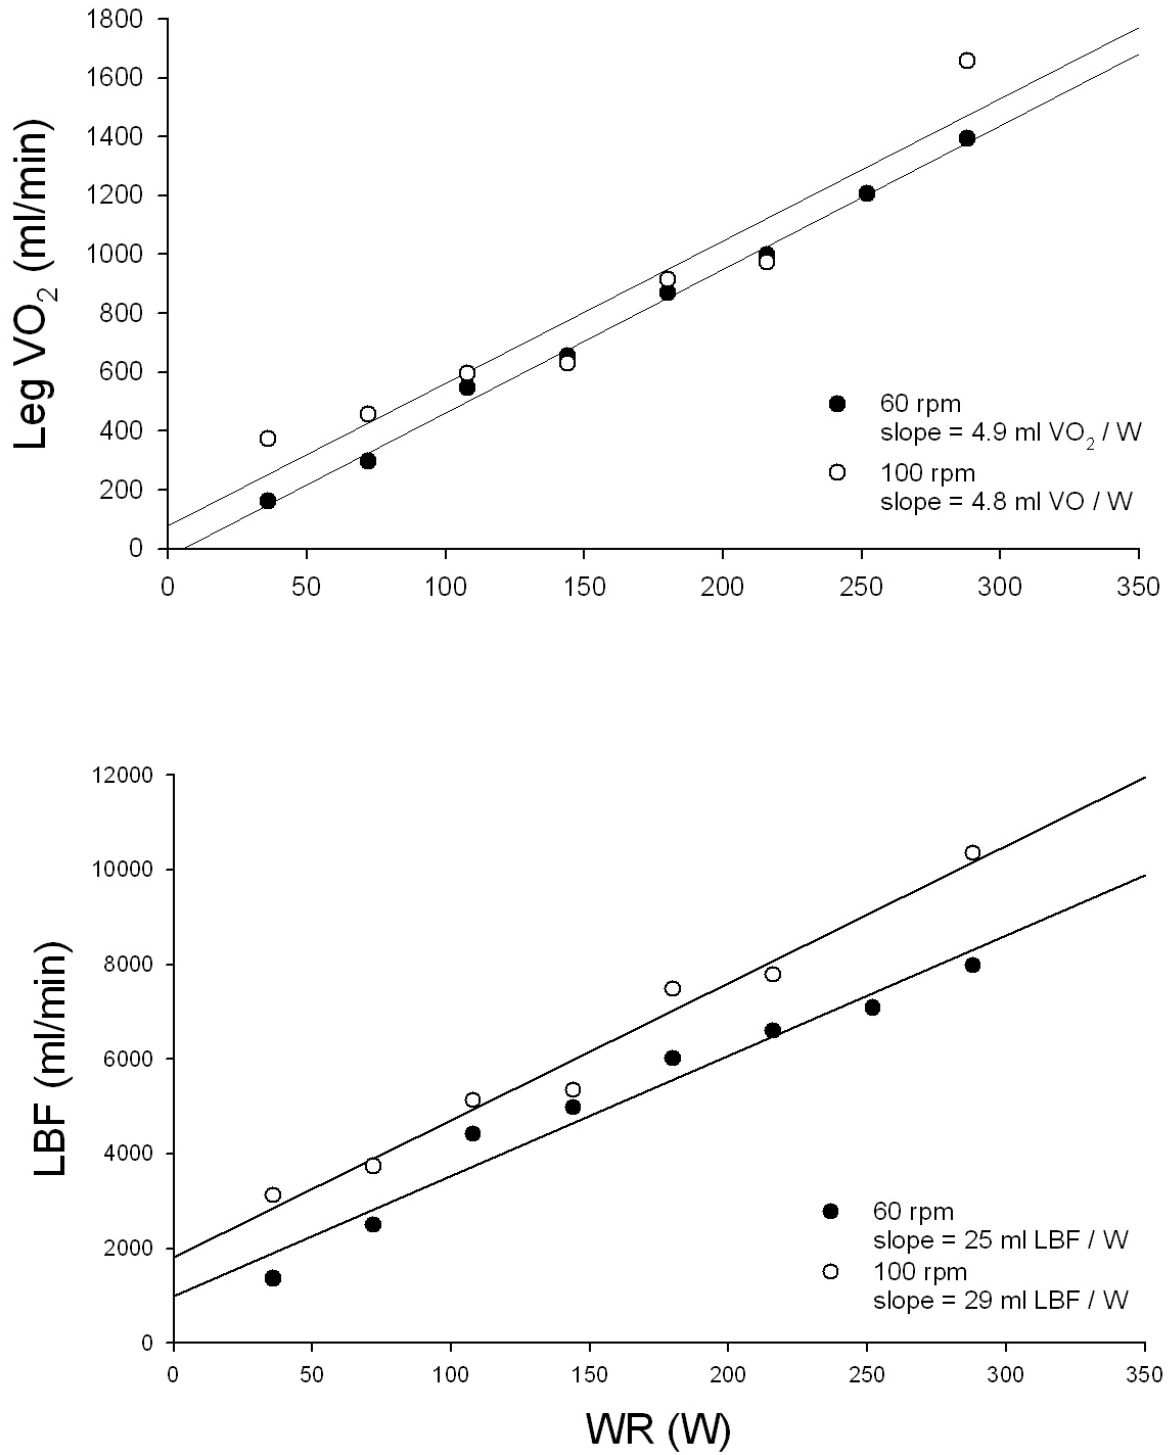 1800
1600
1400
1200
1000
800
600
400
200
0
Leg VO2 (ml/min)
60 rpm
slope = 4.9 ml VO2 / W
100 rpm
slope = 4.8 ml VO / W
0 50 100 150 200 250 300 350
12000
10000
8000
6000
4000
2000
0
LBF (ml/min)
60 rpm
slope = 25 ml LBF / W
100 rpm
slope = 29 ml LBF / W
0 50 100 150 200 250 300 350
WR (W)